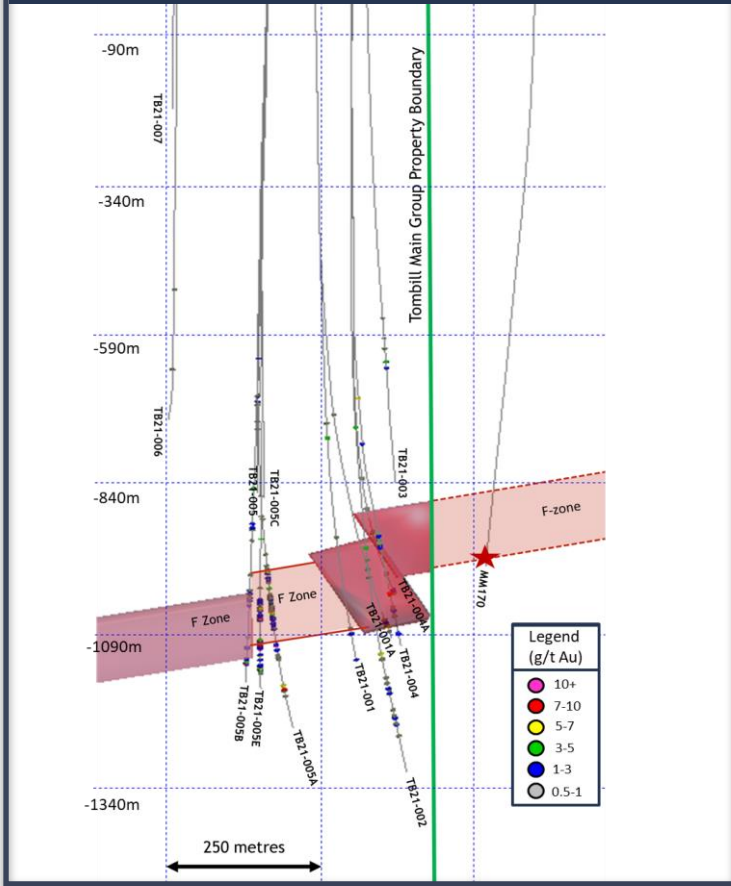 -90m
TB21-007
Tombill Main Group Property Boundary
-340m
-590m
TB21-006
TB21-003
TB21-005
TB21-005C
-840m
F-zone
MM170
F Zone
F Zone
TB21-004A
TB21-001A
-1090m
TB21-004
TB21-001
TB21-005B
TB21-005E
TB21-005A
TB21-002
-1340m
250 metres
Legend
(g/t Au)
10+
7-10
5-7
3-5
1-3
0.5-1